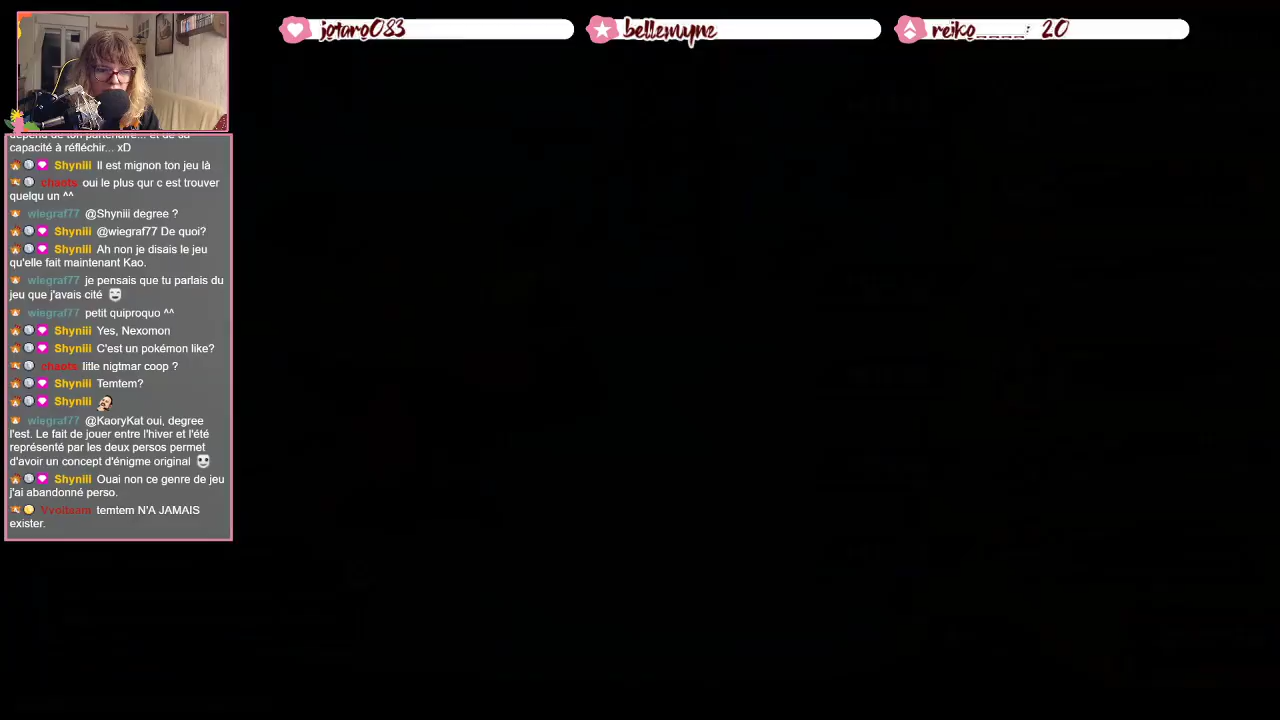 jotaro083
bellemyne
reiko____: 20
dépend de ton partenaire... et de sa
capacité à réfléchir... xD
Shyniii Il est mignon ton jeu là
chaots oui le plus qur c est trouver
quelqu un ^^
wiegraf77 @Shyniii degree ?
Shyniii @wiegraf77 De quoi?
Shyniii Ah non je disais le jeu
qu'elle fait maintenant Kao.
wiegraf77 je pensais que tu parlais du
jeu que j'avais cité
wiegraf77 petit quiproquo ^^
Shyniii Yes, Nexomon
Shyniii C'est un pokémon like?
chaots litle nigtmar coop ?
Shyniii Temtem?
Shyniii
wiegraf77 @KaoryKat oui, degree
l'est. Le fait de jouer entre l'hiver et l'été
représenté par les deux persos permet
d'avoir un concept d'énigme original
Shyniii Ouai non ce genre de jeu
j'ai abandonné perso.
temtem N'A JAMAIS
exister.